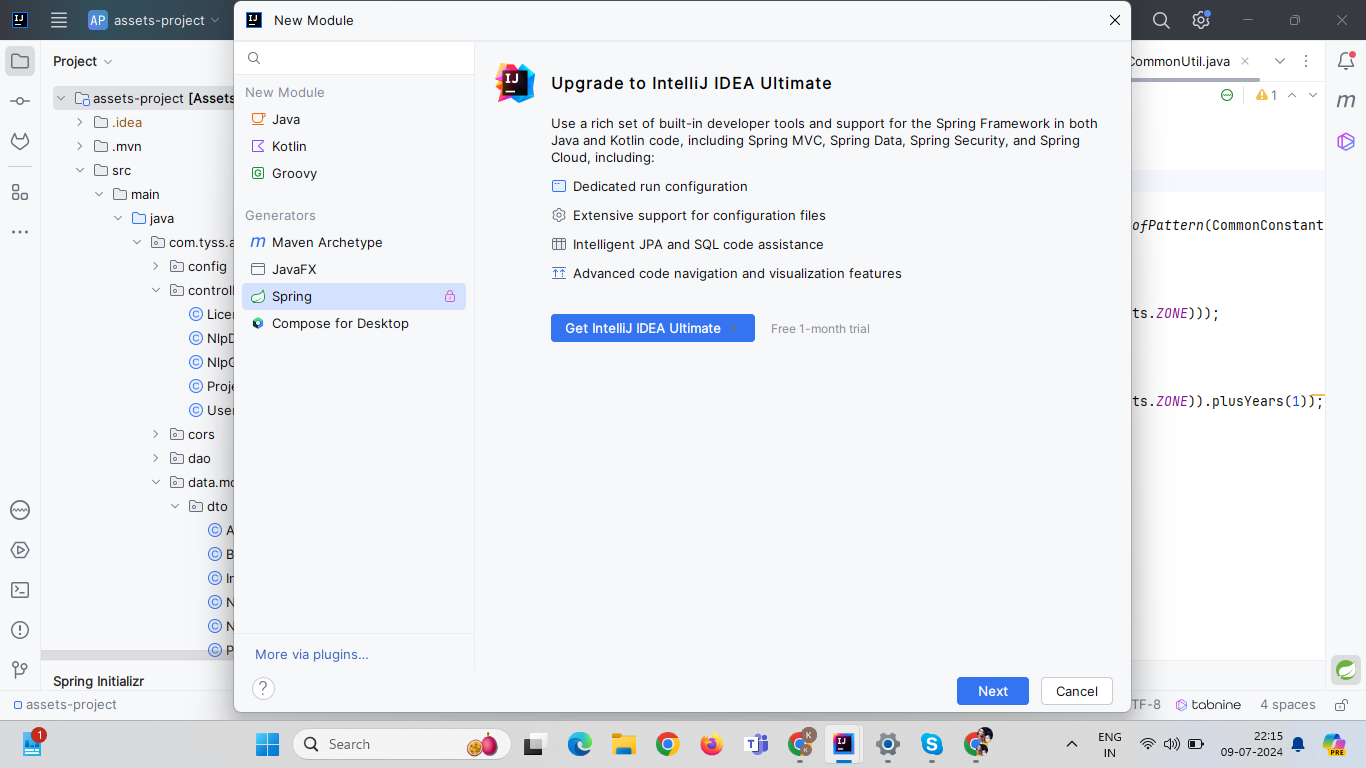 AP assets-project
New Module
Project
CommonUtil.java
assets-project [Assets
.idea
.mvn
src
main
java
com.tyss.a
config
controll
Licen
NlpD
NlpG
Proje
User
cors
dao
data.mo
dto
A
B
In
N
N
P
Spring Initializr
assets-project
New Module
Java
Kotlin
Groovy
Generators
Maven Archetype
JavaFX
Spring
Compose for Desktop
More via plugins...
?
IJ
Upgrade to IntelliJ IDEA Ultimate
Use a rich set of built-in developer tools and support for the Spring Framework in both
Java and Kotlin code, including Spring MVC, Spring Data, Spring Security, and Spring
Cloud, including:
Dedicated run configuration
Extensive support for configuration files
Intelligent JPA and SQL code assistance
Advanced code navigation and visualization features
Get IntelliJ IDEA Ultimate
Free 1-month trial
Next
Cancel
1
ofPattern(CommonConstant
ts.ZONE)));
ts.ZONE)).plusYears(1));
TF-8
tabnine
4 spaces
1
Search
ENG
IN
22:15
09-07-2024
PRE